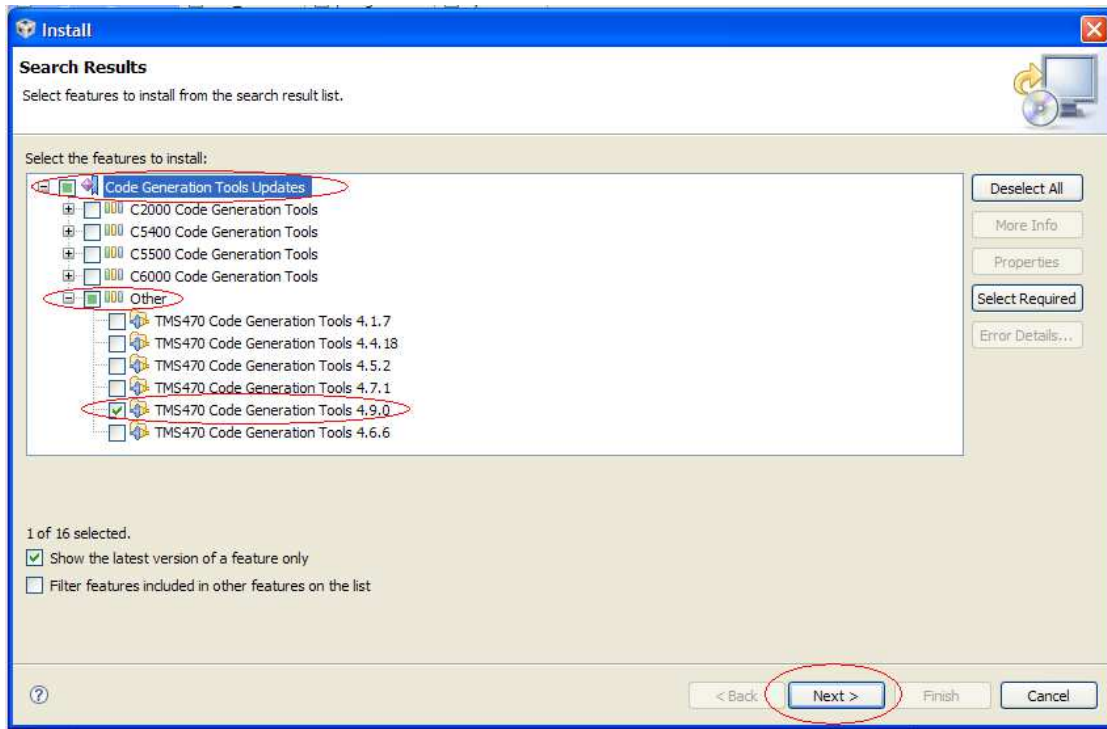 Install
Search Results
Select features to install from the search result list.
Select the features to install:
Code Generation Tools Updates
C2000 Code Generation Tools
C5400 Code Generation Tools
C5500 Code Generation Tools
C6000 Code Generation Tools
Other
TMS470 Code Generation Tools 4.1.7
TMS470 Code Generation Tools 4.4.18
TMS470 Code Generation Tools 4.5.2
TMS470 Code Generation Tools 4.7.1
TMS470 Code Generation Tools 4.9.0
TMS470 Code Generation Tools 4.6.6
Deselect All
More Info
Properties
Select Required
Error Details...
1 of 16 selected.
Show the latest version of a feature only
Filter features included in other features on the list
? < Back Next > Finish Cancel